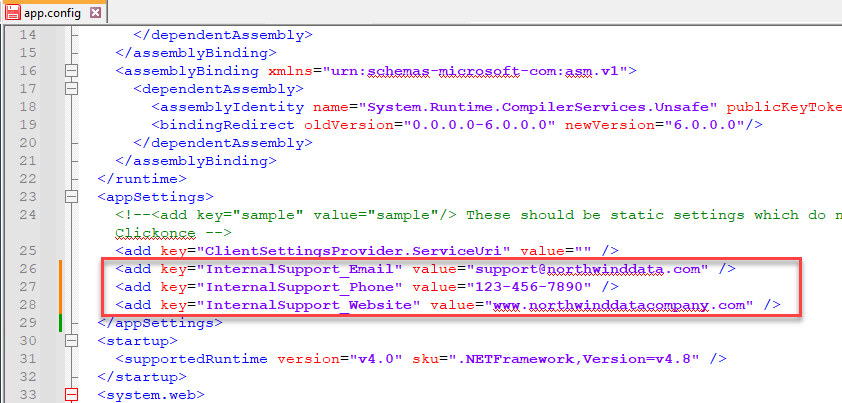 app.config
14 </dependentAssembly>
15 </assemblyBinding>
16 <assemblyBinding xmlns="urn:schemas-microsoft-com:asm.v1">
17 <dependentAssembly>
18 <assemblyIdentity name="System.Runtime.CompilerServices.Unsafe" publicKeyToke
19 <bindingRedirect oldVersion="0.0.0.0-6.0.0.0" newVersion="6.0.0.0"/>
20 </dependentAssembly>
21 </assemblyBinding>
22 </runtime>
23 <appSettings>
24 <!--<add key="sample" value="sample"/> These should be static settings which do n
Clickonce -->
25 <add key="ClientSettingsProvider.ServiceUri" value="" />
26 <add key="InternalSupport_Email" value="support@northwinddata.com" />
27 <add key="InternalSupport_Phone" value="123-456-7890" />
28 <add key="InternalSupport_Website" value="www.northwinddatacompany.com" />
29 </appSettings>
30 <startup>
31 <supportedRuntime version="v4.0" sku=".NETFramework,Version=v4.8" />
32 </startup>
33 <system.web>